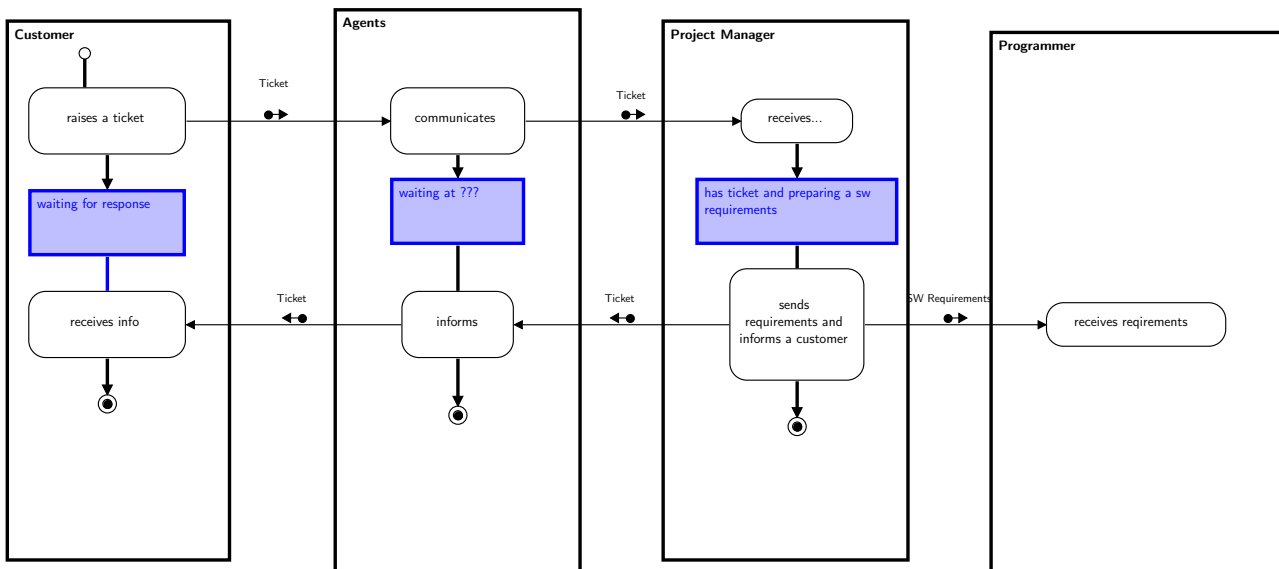 Customer
Agents
Project Manager
Programmer
Ticket
Ticket
raises a ticket
communicates
receives...
waiting for response
waiting at ???
has ticket and preparing a sw
requirements
Ticket
Ticket
SW Requirements
receives info
informs
sends
requirements and
informs a customer
receives reqirements